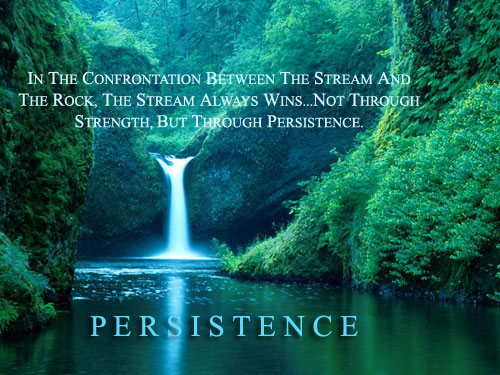 In The Confrontation Between The Stream And
The Rock, The Stream Always Wins...Not Through
Strength, But Through Persistence.
PERSISTENCE